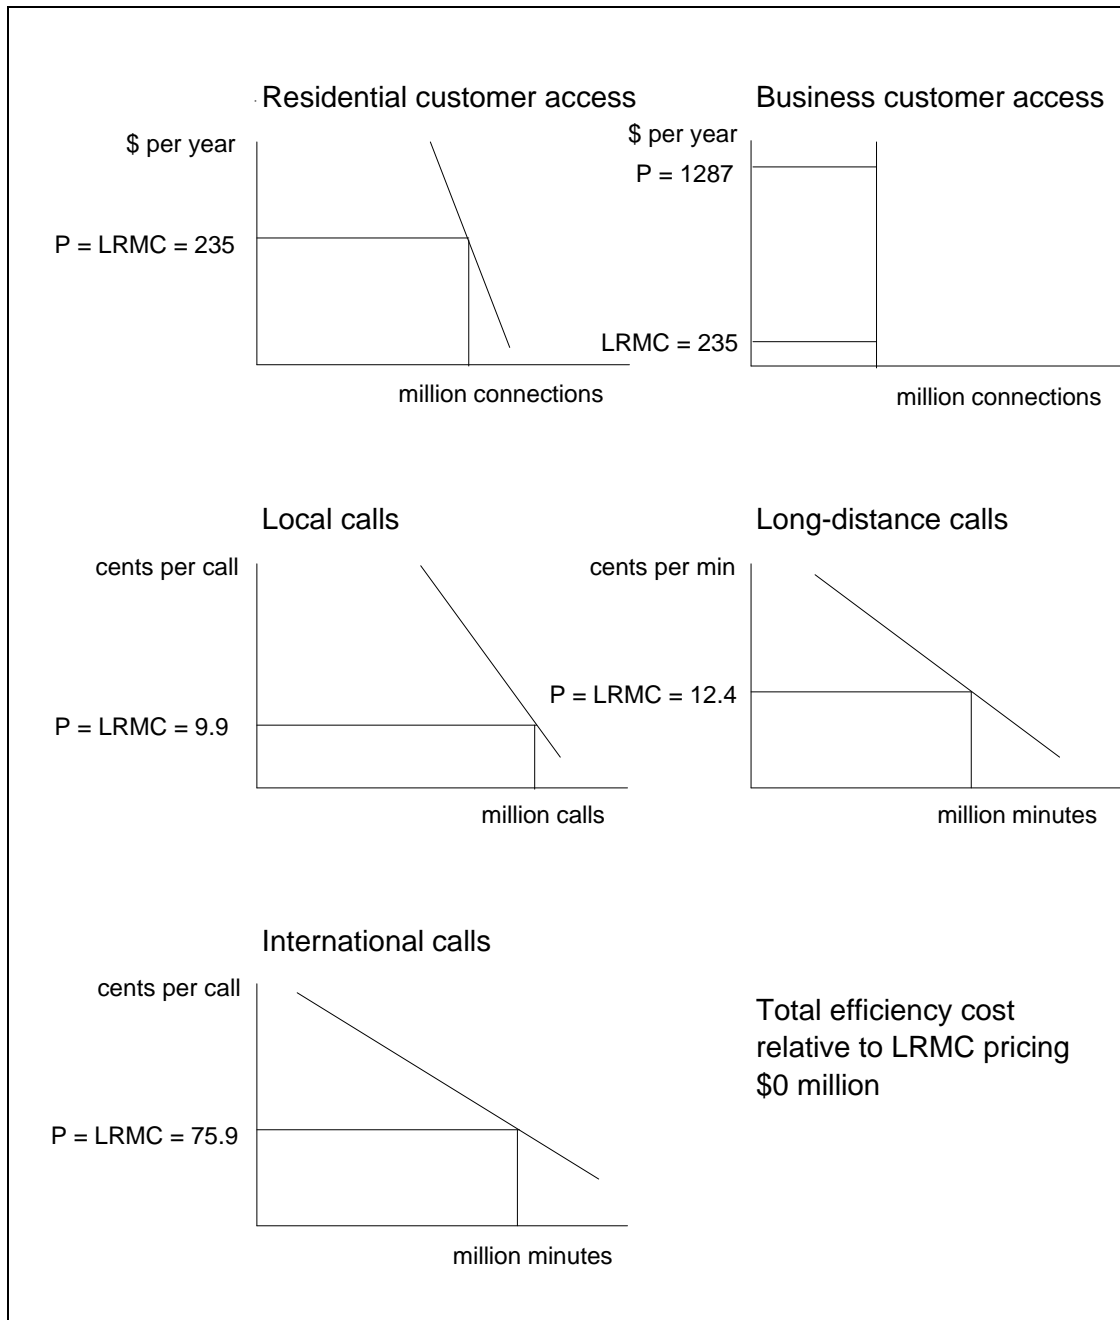 Residential customer access
$ per year
P = LRMC = 235
million connections
Business customer access
$ per year
P = 1287
LRMC = 235
million connections
Local calls
cents per call
P = LRMC = 9.9
million calls
Long-distance calls
cents per min
P = LRMC = 12.4
million minutes
International calls
cents per call
P = LRMC = 75.9
million minutes
Total efficiency cost
relative to LRMC pricing
$0 million